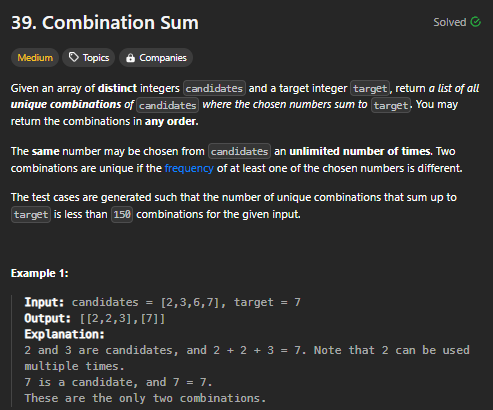 39. Combination Sum
Solved
Medium Topics Companies
Given an array of distinct integers candidates and a target integer target, return a list of all
unique combinations of candidates where the chosen numbers sum to target. You may
return the combinations in any order.
The same number may be chosen from candidates an unlimited number of times. Two
combinations are unique if the frequency of at least one of the chosen numbers is different.
The test cases are generated such that the number of unique combinations that sum up to
target is less than 150 combinations for the given input.
Example 1:
Input: candidates = [2,3,6,7], target = 7
Output: [[2,2,3],[7]]
Explanation:
2 and 3 are candidates, and 2 + 2 + 3 = 7. Note that 2 can be used
multiple times.
7 is a candidate, and 7 = 7.
These are the only two combinations.